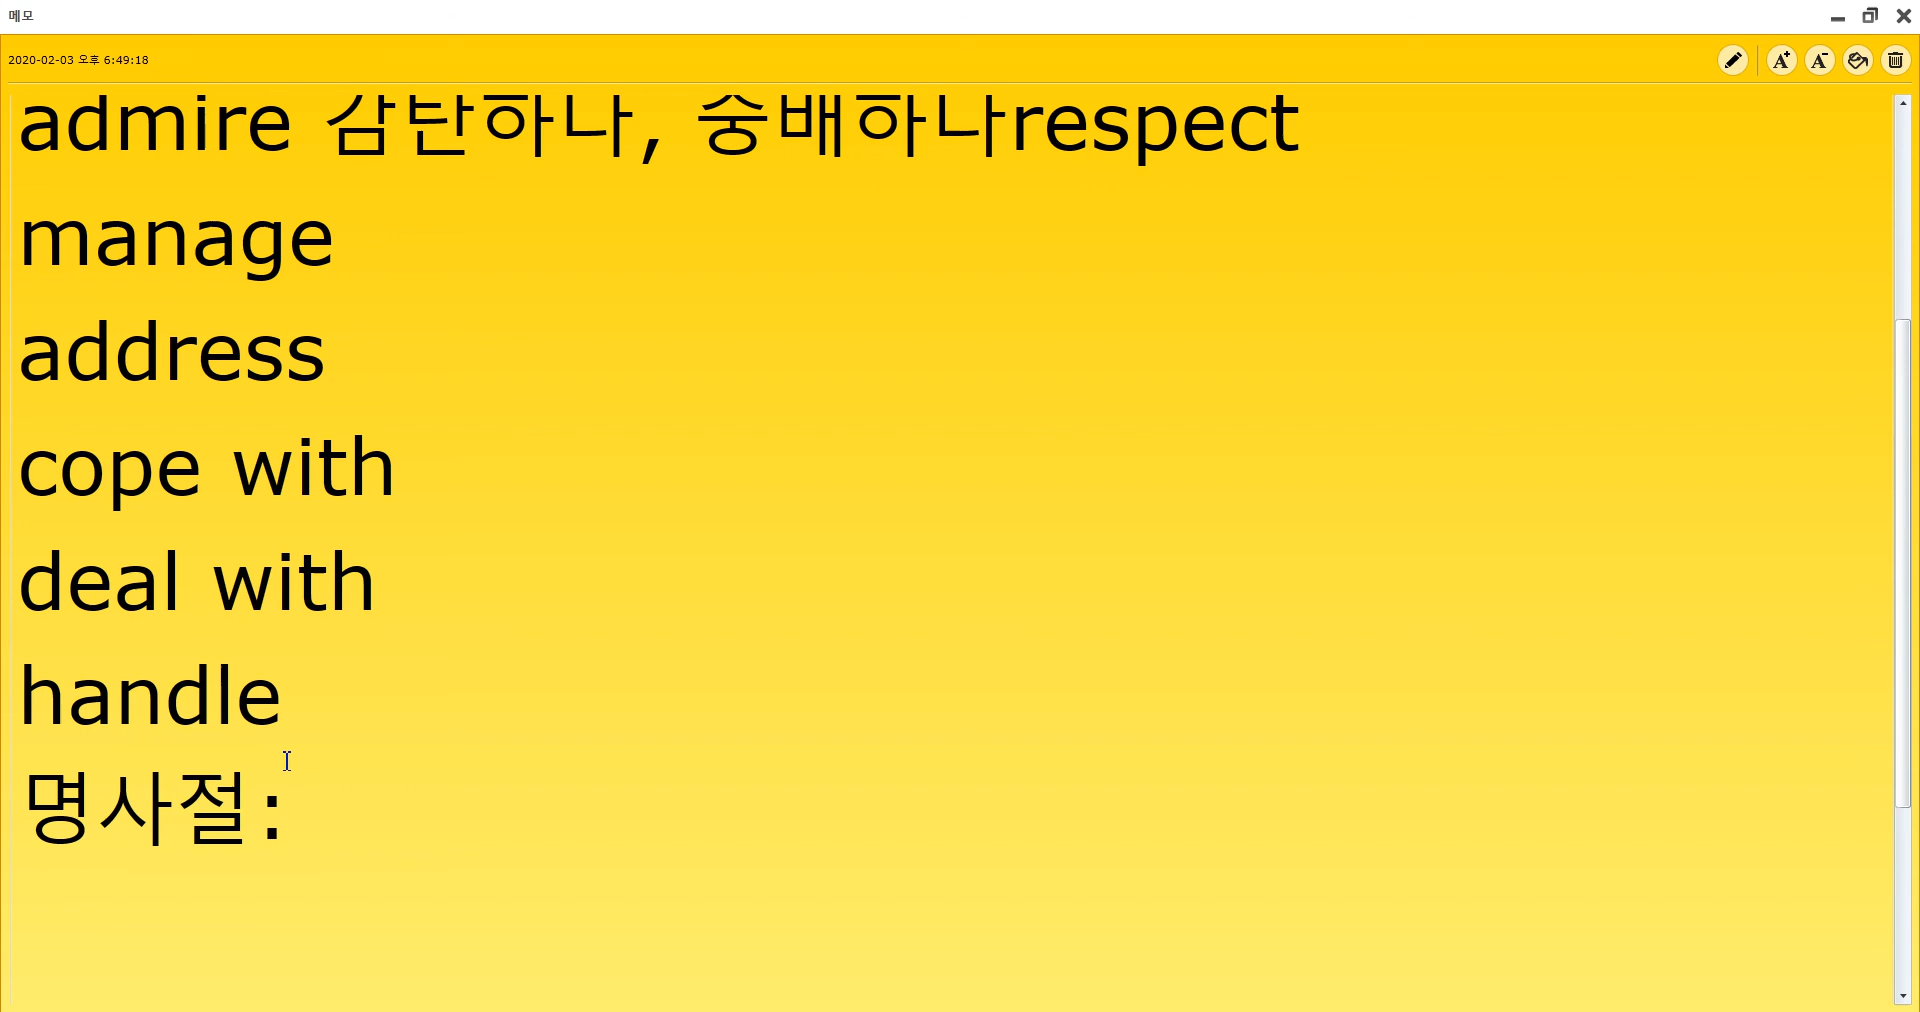 메모
2020-02-03 오후 6:49:18
admire 감탄하나, 숭배하나respect
manage
address
cope with
deal with
handle
명사절: